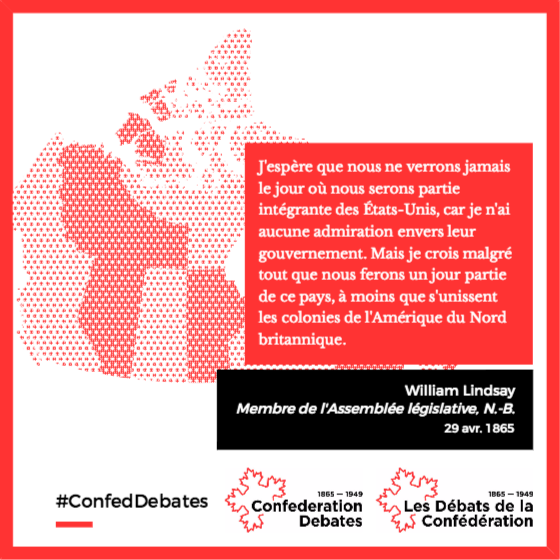 J'espère que nous ne verrons jamais
le jour où nous serons partie
intégrante des États-Unis, car je n'ai
aucune admiration envers leur
gouvernement. Mais je crois malgré
tout que nous ferons un jour partie
de ce pays, à moins que s'unissent
les colonies de l'Amérique du Nord
britannique.
William Lindsay
Membre de l'Assemblée législative, N.-B.
29 avr. 1865
#ConfedDebates
1865 — 1949
Confederation
Debates
1865 — 1949
Les Débats de la
Confédération